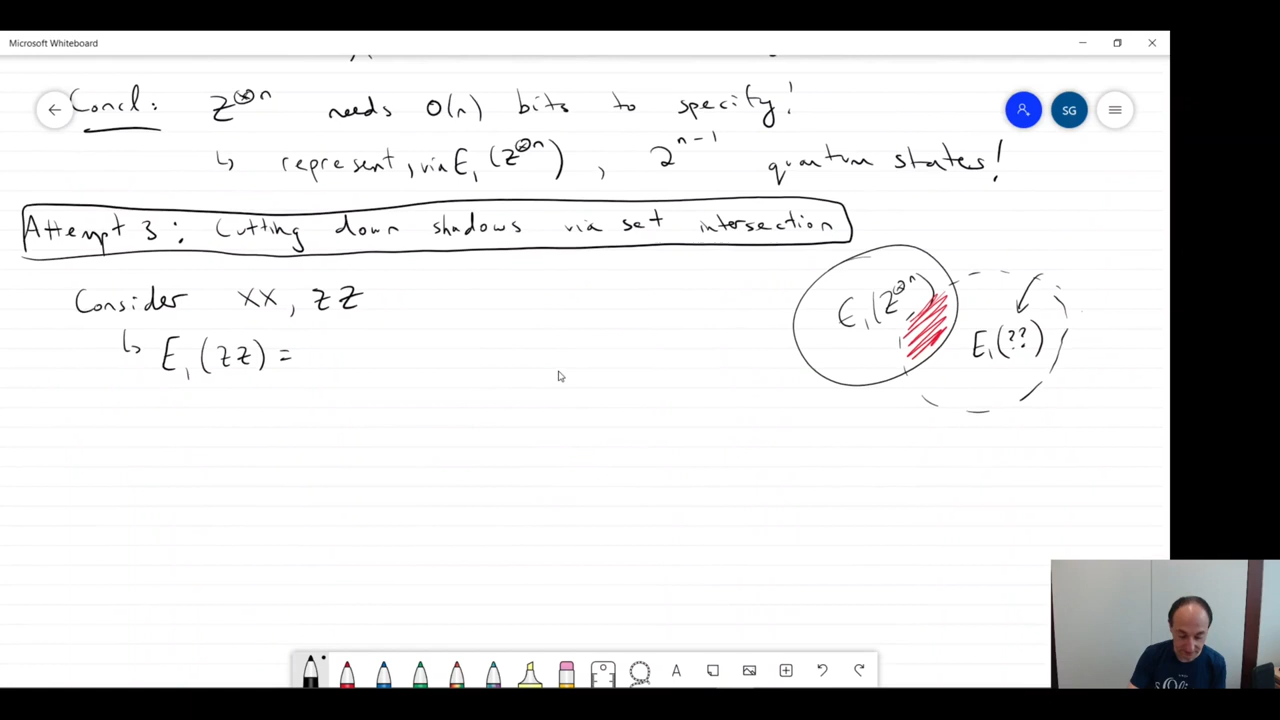 Microsoft Whiteboard
Concl: Z^{⊗n} needs O(n) bits to specify!
SG
↳ represent, via E₁(Z^{⊗n}), 2^{n-1} quantum states!
Attempt 3: Cutting down shadows via set intersection
Consider XX, ZZ
E₁(Z^{⊗n})
E₁(??)
↳ E₁(ZZ) =
A